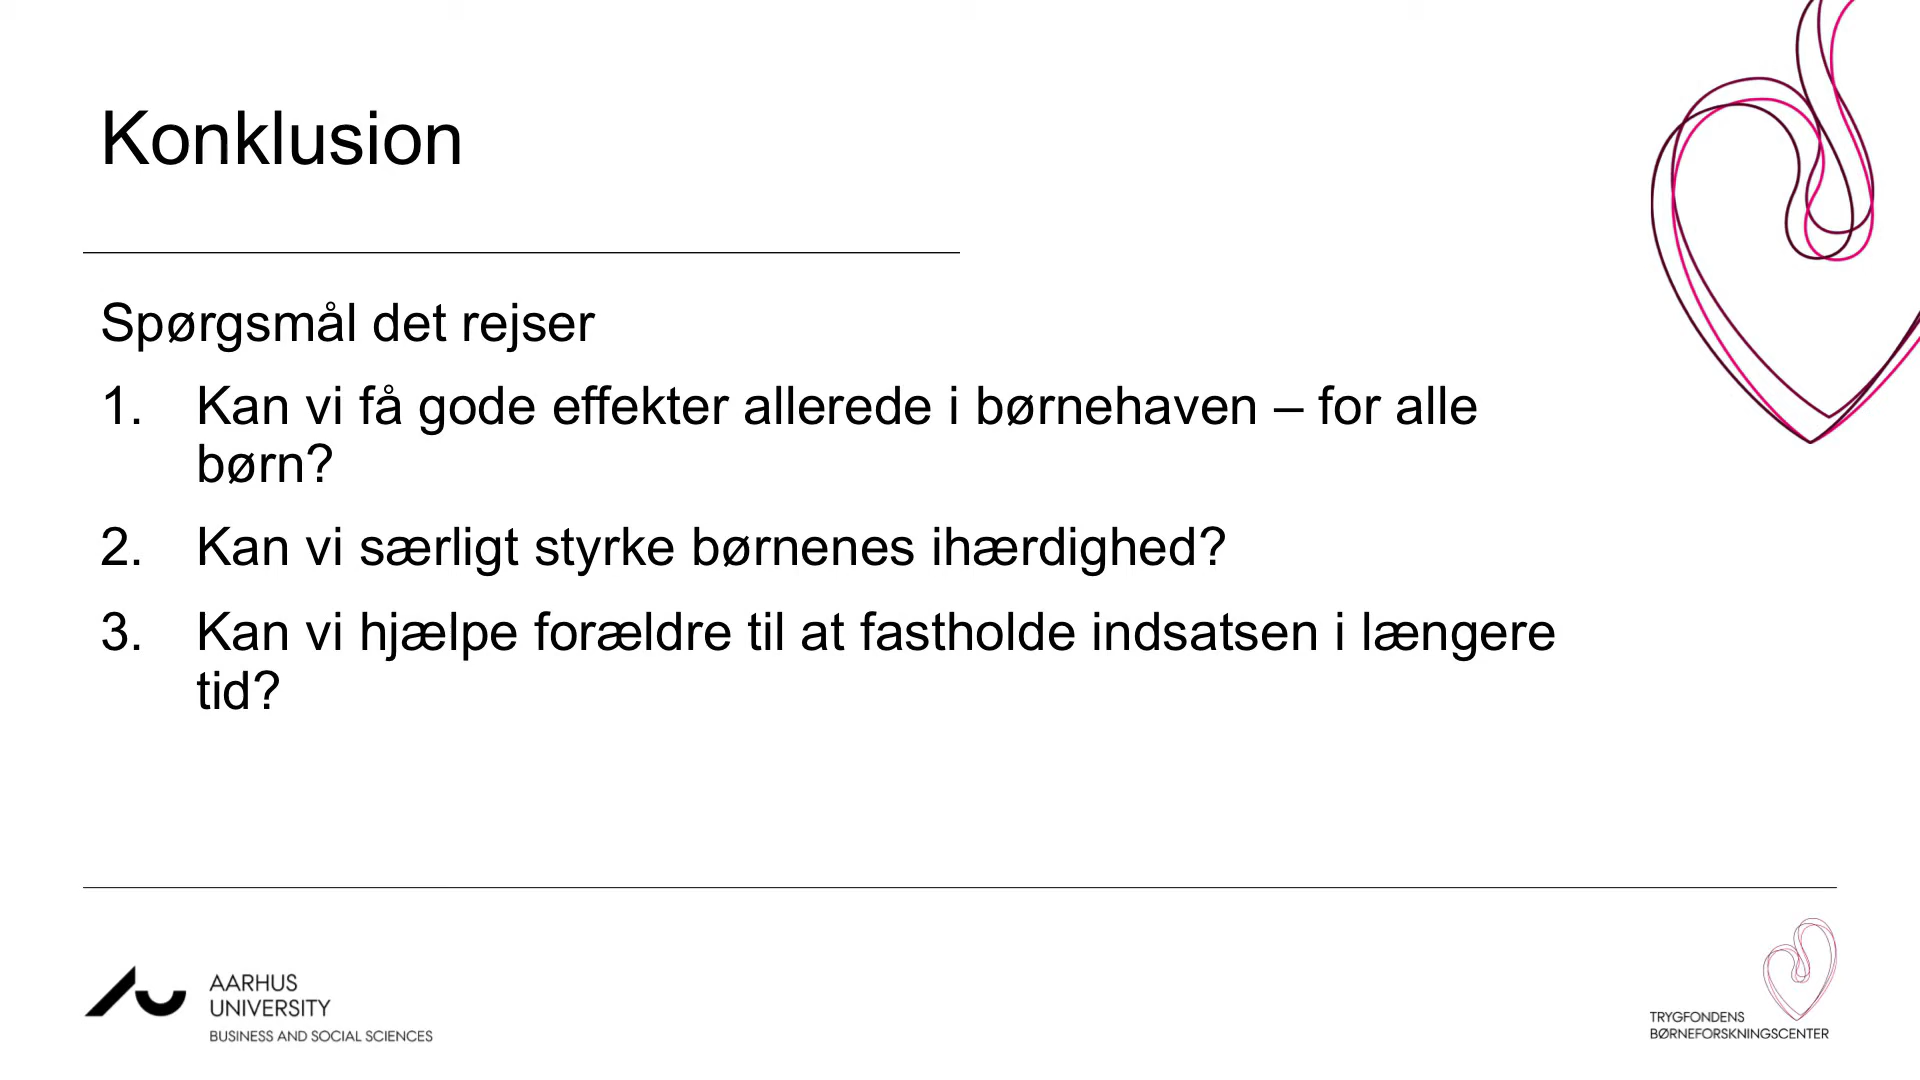 Konklusion
Spørgsmål det rejser
1. Kan vi få gode effekter allerede i børnehaven – for alle
børn?
2. Kan vi særligt styrke børnenes ihærdighed?
3. Kan vi hjælpe forældre til at fastholde indsatsen i længere
tid?
AARHUS
UNIVERSITY
BUSINESS AND SOCIAL SCIENCES
TRYGFONDENS
BØRNEFORSKNINGSCENTER